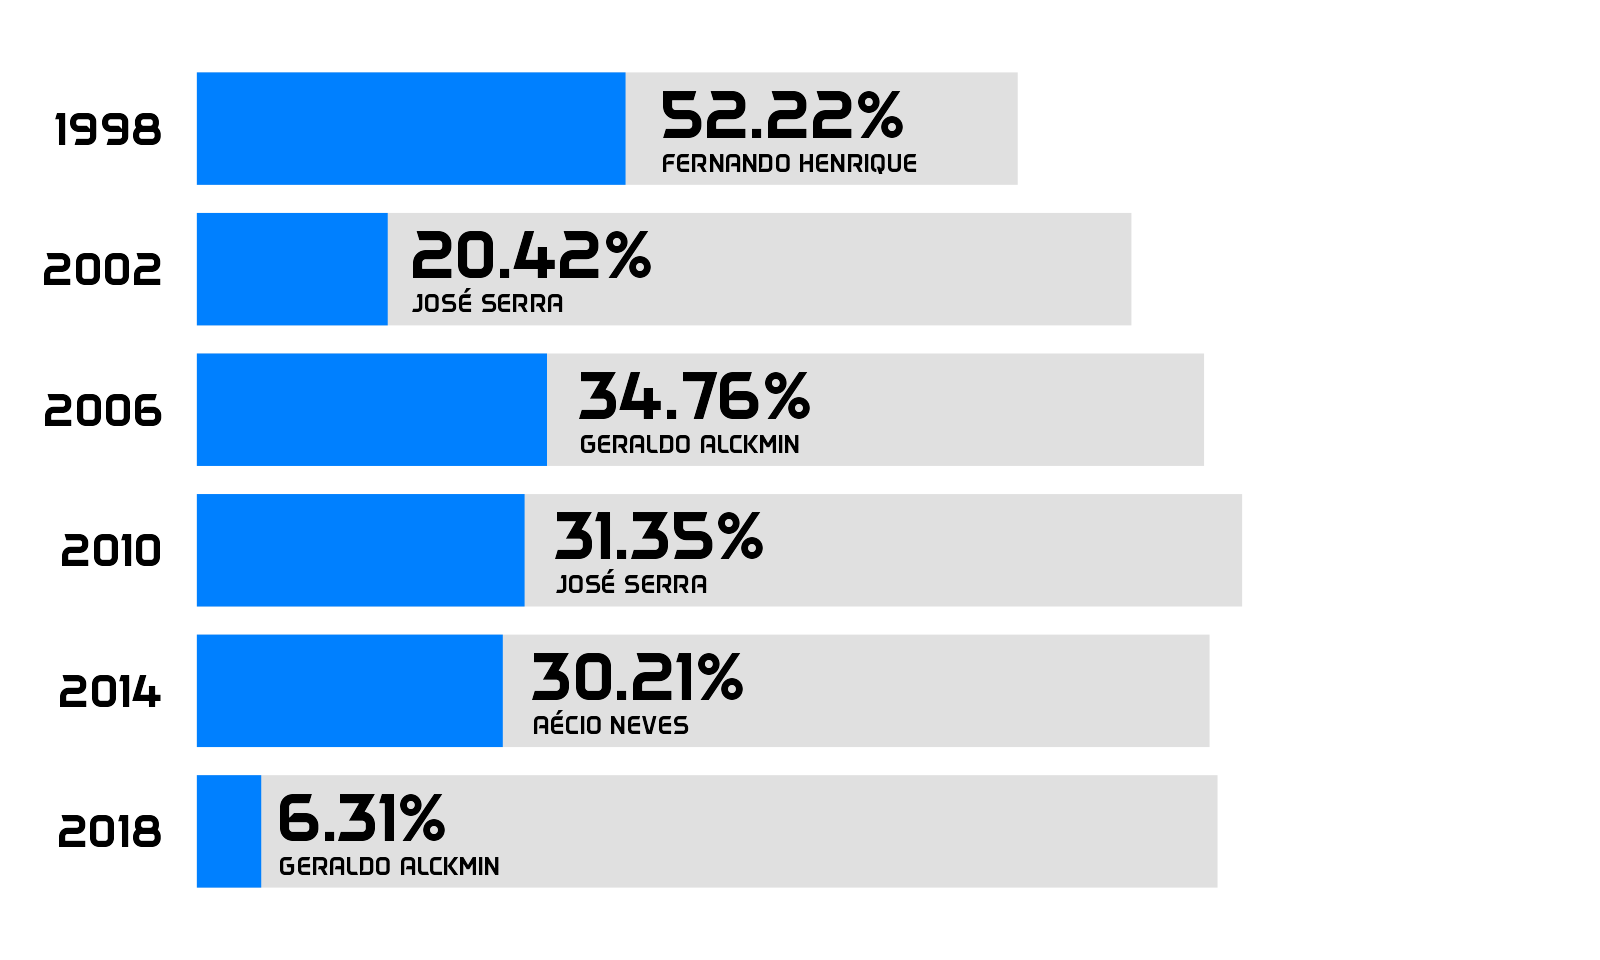 1998
52.22%
FERNANDO HENRIQUE
2002
20.42%
JOSÉ SERRA
2006
34.76%
GERALDO ALCKMIN
2010
31.35%
JOSÉ SERRA
2014
30.21%
AÉCIO NEVES
2018
6.31%
GERALDO ALCKMIN